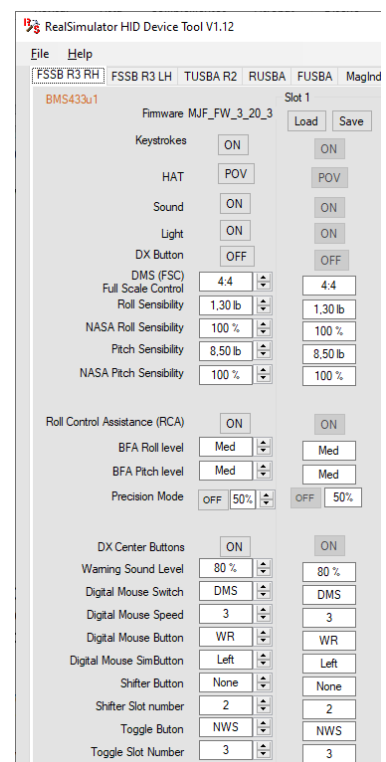 RealSimulator HID Device Tool V1.12
File Help
FSSB R3 RH FSSB R3 LH TUSBA R2 RUSBA FUSBA MagInd
BMS433u1 Slot 1
Firmware MJF_FW_3_20_3 Load Save
Keystrokes ON ON
HAT POV POV
Sound ON ON
Light ON ON
DX Button OFF OFF
DMS (FSC)
Full Scale Control 4:4 4:4
Roll Sensibility 1,30 lb 1,30 lb
NASA Roll Sensibility 100 % 100 %
Pitch Sensibility 8,50 lb 8,50 lb
NASA Pitch Sensibility 100 % 100 %
Roll Control Assistance (RCA) ON ON
BFA Roll level Med Med
BFA Pitch level Med Med
Precision Mode OFF 50% OFF 50%
DX Center Buttons ON ON
Warning Sound Level 80 % 80 %
Digital Mouse Switch DMS DMS
Digital Mouse Speed 3 3
Digital Mouse Button WR WR
Digital Mouse SimButton Left Left
Shifter Button None None
Shifter Slot number 2 2
Toggle Buton NWS NWS
Toggle Slot Number 3 3